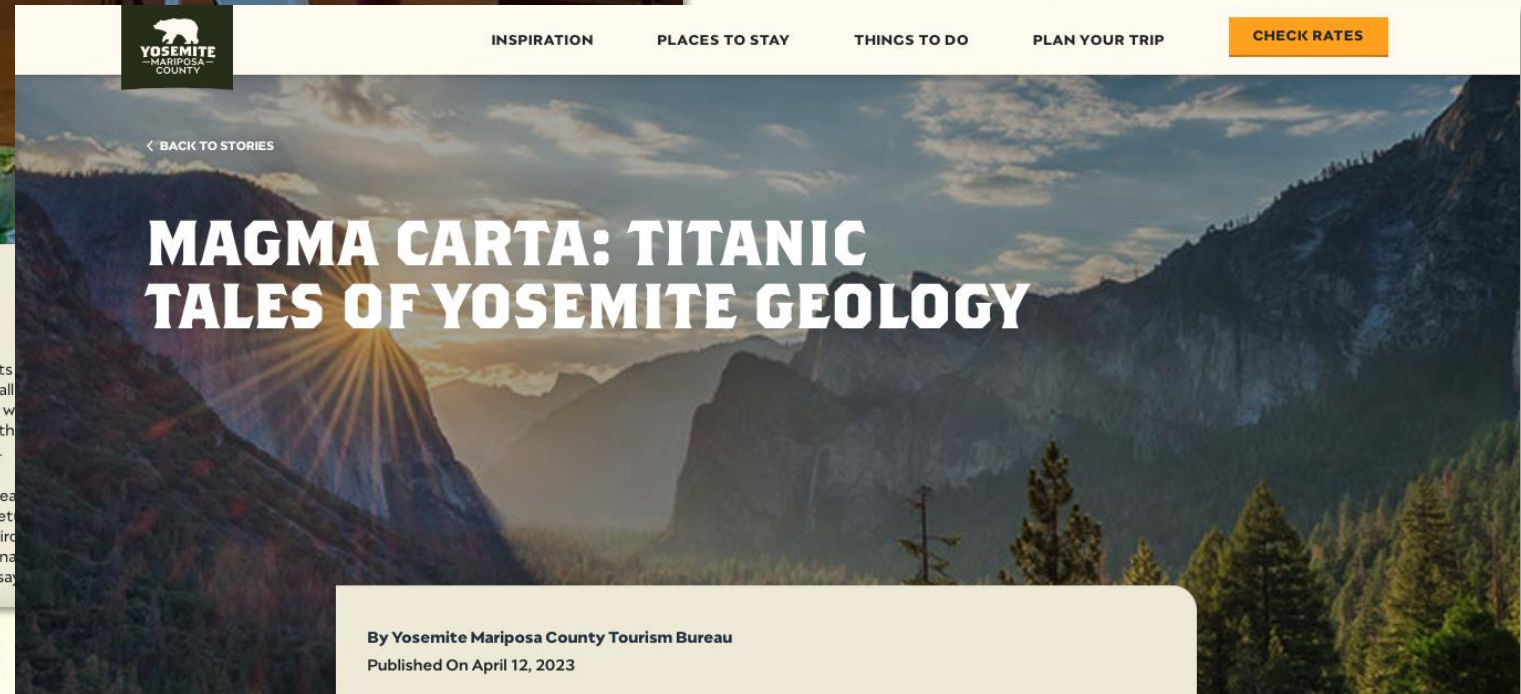 YOSEMITE
MARIPOSA
COUNTY
INSPIRATION
PLACES TO STAY
THINGS TO DO
PLAN YOUR TRIP
CHECK RATES
BACK TO STORIES
MAGMA CARTA: TITANIC
TALES OF YOSEMITE GEOLOGY
By Yosemite Mariposa County Tourism Bureau
Published On April 12, 2023